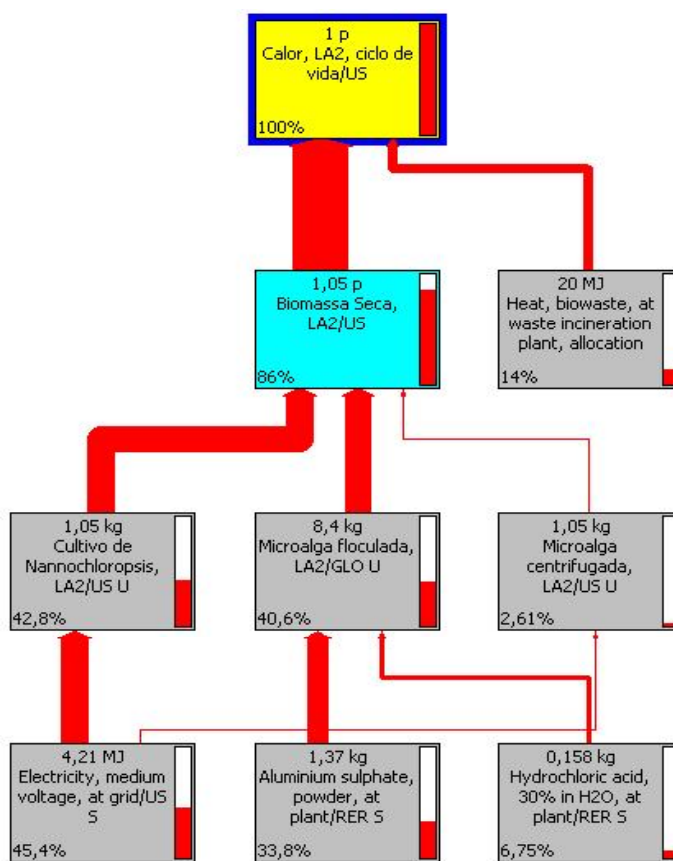 1 p
Calor, LA2, ciclo de
vida/US
100%
1,05 p
Biomassa Seca,
LA2/US
86%
20 MJ
Heat, biowaste, at
waste incineration
plant, allocation
14%
1,05 kg
Cultivo de
Nannochloropsis,
LA2/US U
42,8%
8,4 kg
Microalga floculada,
LA2/GLO U
40,6%
1,05 kg
Microalga
centrifugada,
LA2/US U
2,61%
4,21 MJ
Electricity, medium
voltage, at grid/US
S
45,4%
1,37 kg
Aluminium sulphate,
powder, at
plant/RER S
33,8%
0,158 kg
Hydrochloric acid,
30% in H2O, at
plant/RER S
6,75%